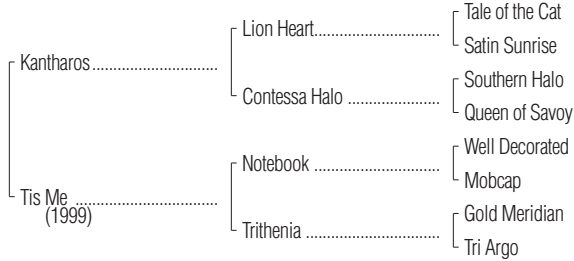 Tale of the Cat
Lion Heart
Satin Sunrise
Kantharos
Southern Halo
Contessa Halo
Queen of Savoy
Well Decorated
Notebook
Mobcap
Tis Me
(1999)
Gold Meridian
Trithenia
Tri Argo